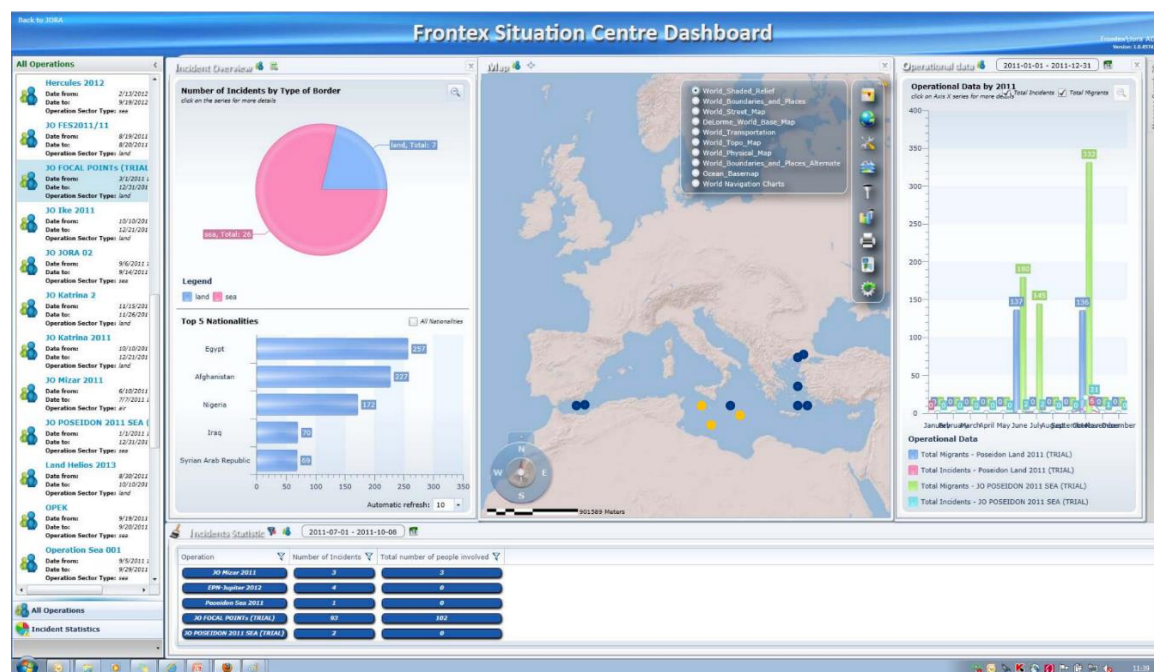 Back to JORA
Frontex Situation Centre Dashboard
All Operations
Hercules 2012
Date from: 2/13/2012
Date to: 9/19/2012
Operation Sector Type: sea
JO FES2011/11
Date from: 8/19/2011
Date to: 8/20/2011
Operation Sector Type: land
JO FOCAL POINTs (TRIAL
Date from: 3/1/2011
Date to: 12/31/201
Operation Sector Type: land
JO Ike 2011
Date from: 10/10/201
Date to: 12/21/201
Operation Sector Type: land
JO JORA 02
Date from: 9/6/2011
Date to: 9/14/2011
Operation Sector Type: sea
JO Katrina 2
Date from: 11/15/201
Date to: 11/26/201
Operation Sector Type: land
JO Katrina 2011
Date from: 10/10/201
Date to: 12/21/201
Operation Sector Type: land
JO Mizar 2011
Date from: 6/10/2011
Date to: 7/7/2011
Operation Sector Type: air
JO POSEIDON 2011 SEA (
Date from: 1/1/2011
Date to: 12/31/201
Operation Sector Type: sea
Land Helios 2013
Date from: 8/20/2011
Date to: 10/10/201
Operation Sector Type: land
OPEK
Date from: 9/19/2011
Date to: 9/20/2011
Operation Sector Type: sea
Operation Sea 001
Date from: 9/5/2011
Date to: 9/29/2011
Operation Sector Type: sea
All Operations
Incident Statistics
Incident Overview
Number of Incidents by Type of Border
click on the series for more details
land, Total: 7
sea, Total: 26
Legend
land sea
Top 5 Nationalities
All Nationalities
Egypt 257
Afghanistan 227
Nigeria 172
Iraq 70
Syrian Arab Republic
0 50 100 150 200 250 300 350
Automatic refresh: 10
Map
World_Shaded_Relief
World_Boundaries_and_Places
World_Street_Map
DeLorme_World_Base_Map
World_Transportation
World_Topo_Map
World_Physical_Map
World_Boundaries_and_Places_Alternate
Ocean_Basemap
World Navigation Charts
N
W E
S
901589 Meters
Operational data 2011-01-01 - 2011-12-31
Operational Data by 2011
click on Axis X series for more details
Total Incidents Total Migrants
400
350
300
250
200
150
100
50
0
137
180
145
136
332
21
January February March April May June July August
Operational Data
Total Migrants - Poseidon Land 2011 (TRIAL)
Total Incidents - Poseidon Land 2011 (TRIAL)
Total Migrants - JO POSEIDON 2011 SEA (TRIAL)
Total Incidents - JO POSEIDON 2011 SEA (TRIAL)
Incidents Statistic 2011-07-01 - 2011-10-08
Operation Number of Incidents Total number of people involved
JO Mizar 2011 3 3
EPN-Jupiter 2012 4 0
Poseidon Sea 2011 1 0
JO FOCAL POINTs (TRIAL) 93 102
JO POSEIDON 2011 SEA (TRIAL) 2 0
11:39